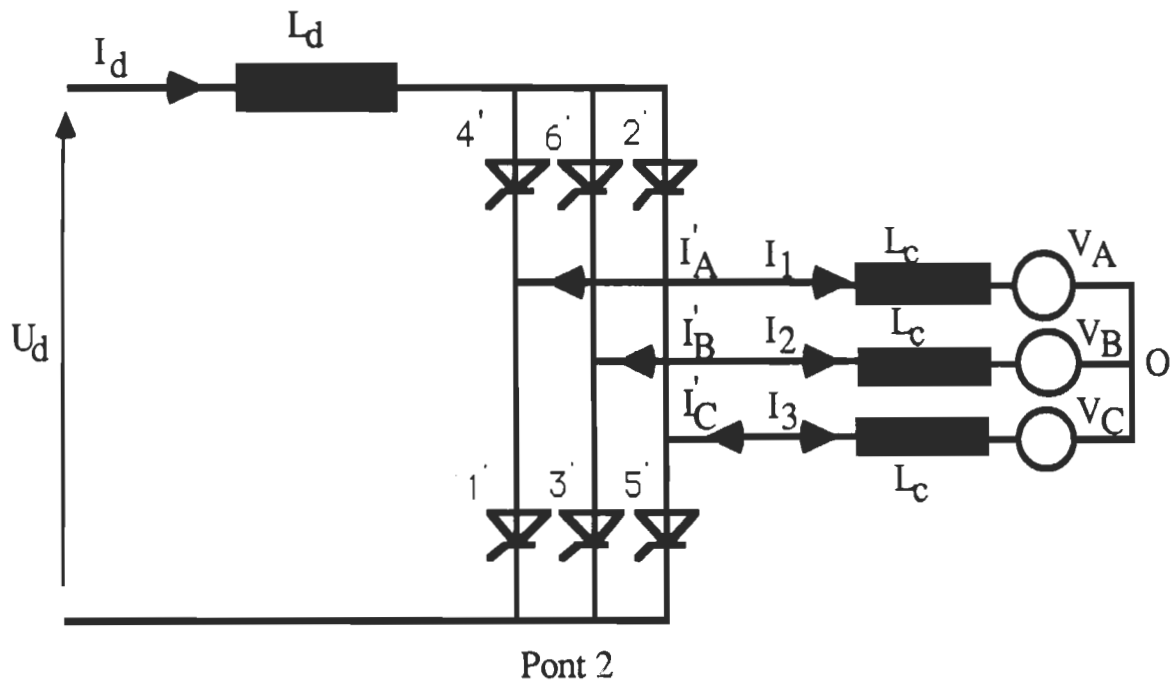 I_d
L_d
4' 6' 2'
I'_A I_1 L_c V_A
U_d
I'_B I_2 L_c V_B O
I'_C I_3 L_c V_C
1' 3' 5'
Pont 2